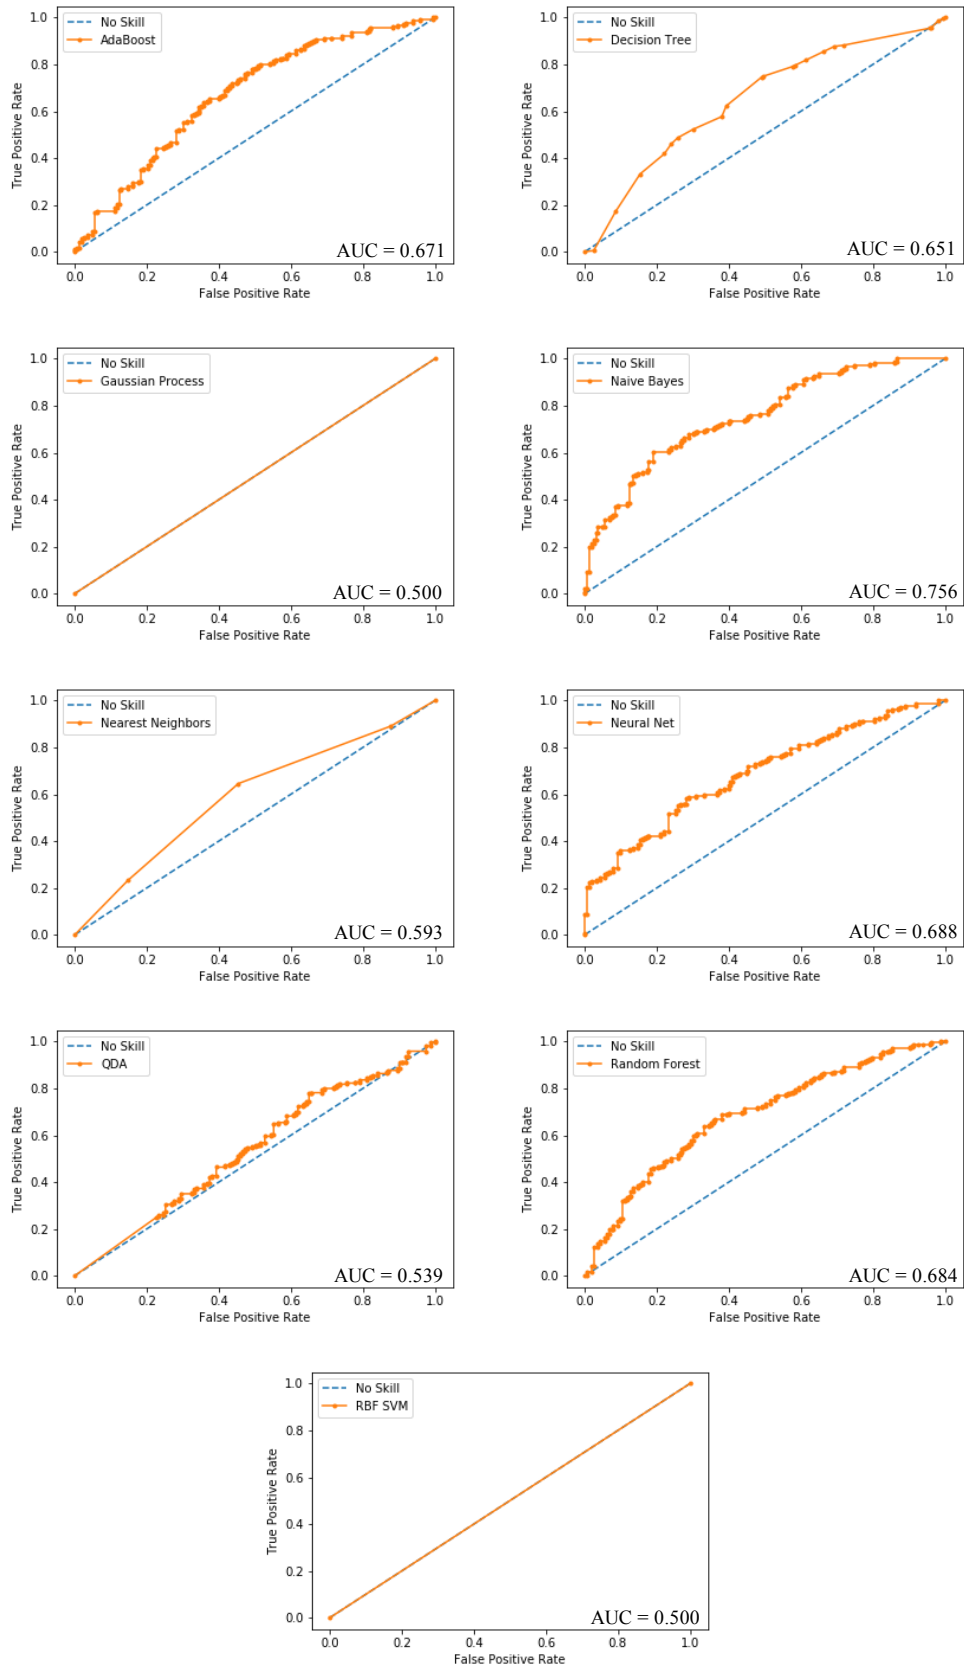 No Skill
AdaBoost
True Positive Rate
1.0
0.8
0.6
0.4
0.2
0.0
AUC = 0.671
0.0 0.2 0.4 0.6 0.8 1.0
False Positive Rate
No Skill
Decision Tree
True Positive Rate
1.0
0.8
0.6
0.4
0.2
0.0
AUC = 0.651
0.0 0.2 0.4 0.6 0.8 1.0
False Positive Rate
No Skill
Gaussian Process
True Positive Rate
1.0
0.8
0.6
0.4
0.2
0.0
AUC = 0.500
0.0 0.2 0.4 0.6 0.8 1.0
False Positive Rate
No Skill
Naive Bayes
True Positive Rate
1.0
0.8
0.6
0.4
0.2
0.0
AUC = 0.756
0.0 0.2 0.4 0.6 0.8 1.0
False Positive Rate
No Skill
Nearest Neighbors
True Positive Rate
1.0
0.8
0.6
0.4
0.2
0.0
AUC = 0.593
0.0 0.2 0.4 0.6 0.8 1.0
False Positive Rate
No Skill
Neural Net
True Positive Rate
1.0
0.8
0.6
0.4
0.2
0.0
AUC = 0.688
0.0 0.2 0.4 0.6 0.8 1.0
False Positive Rate
No Skill
QDA
True Positive Rate
1.0
0.8
0.6
0.4
0.2
0.0
AUC = 0.539
0.0 0.2 0.4 0.6 0.8 1.0
False Positive Rate
No Skill
Random Forest
True Positive Rate
1.0
0.8
0.6
0.4
0.2
0.0
AUC = 0.684
0.0 0.2 0.4 0.6 0.8 1.0
False Positive Rate
No Skill
RBF SVM
True Positive Rate
1.0
0.8
0.6
0.4
0.2
0.0
AUC = 0.500
0.0 0.2 0.4 0.6 0.8 1.0
False Positive Rate